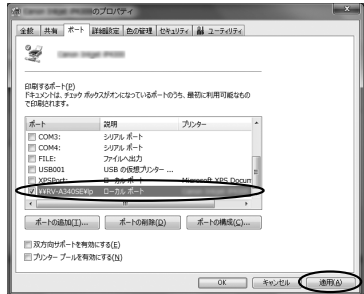 のプロパティ
全般 共有 ポート 詳細設定 色の管理 セキュリティ ユーティリティ
印刷するポート(P)
ドキュメントは、チェック ボックスがオンになっているポートのうち、最初に利用可能なもの
で印刷されます。
ポート 説明 プリンター
COM3: シリアル ポート
COM4: シリアル ポート
FILE: ファイルへ出力
USB001 USB の仮想プリンター ...
XPSPort: ローカル ポート Microsoft XPS Docum
¥¥RV-A340SE¥ip ローカル ポート
ポートの追加(T)... ポートの削除(D) ポートの構成(C)...
双方向サポートを有効にする(E)
プリンター プールを有効にする(N)
OK キャンセル 適用(A)